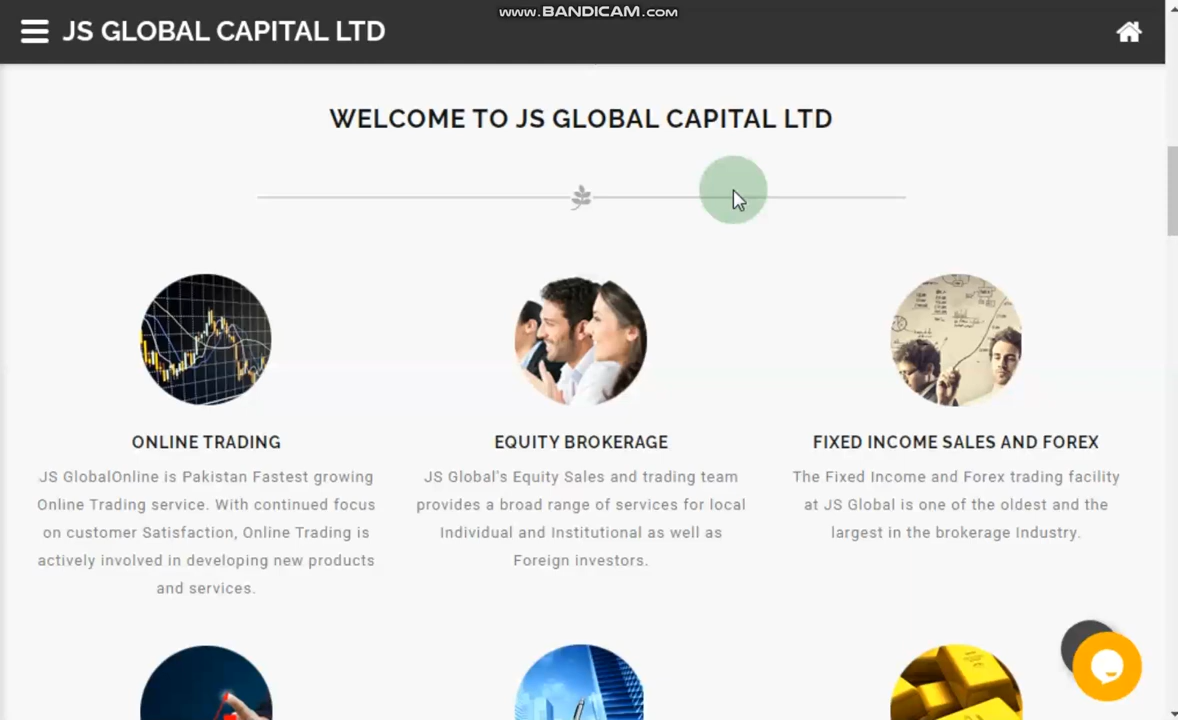 www.BANDICAM.com
JS GLOBAL CAPITAL LTD
WELCOME TO JS GLOBAL CAPITAL LTD
ONLINE TRADING
JS GlobalOnline is Pakistan Fastest growing
Online Trading service. With continued focus
on customer Satisfaction, Online Trading is
actively involved in developing new products
and services.
EQUITY BROKERAGE
JS Global's Equity Sales and trading team
provides a broad range of services for local
Individual and Institutional as well as
Foreign investors.
FIXED INCOME SALES AND FOREX
The Fixed Income and Forex trading facility
at JS Global is one of the oldest and the
largest in the brokerage Industry.